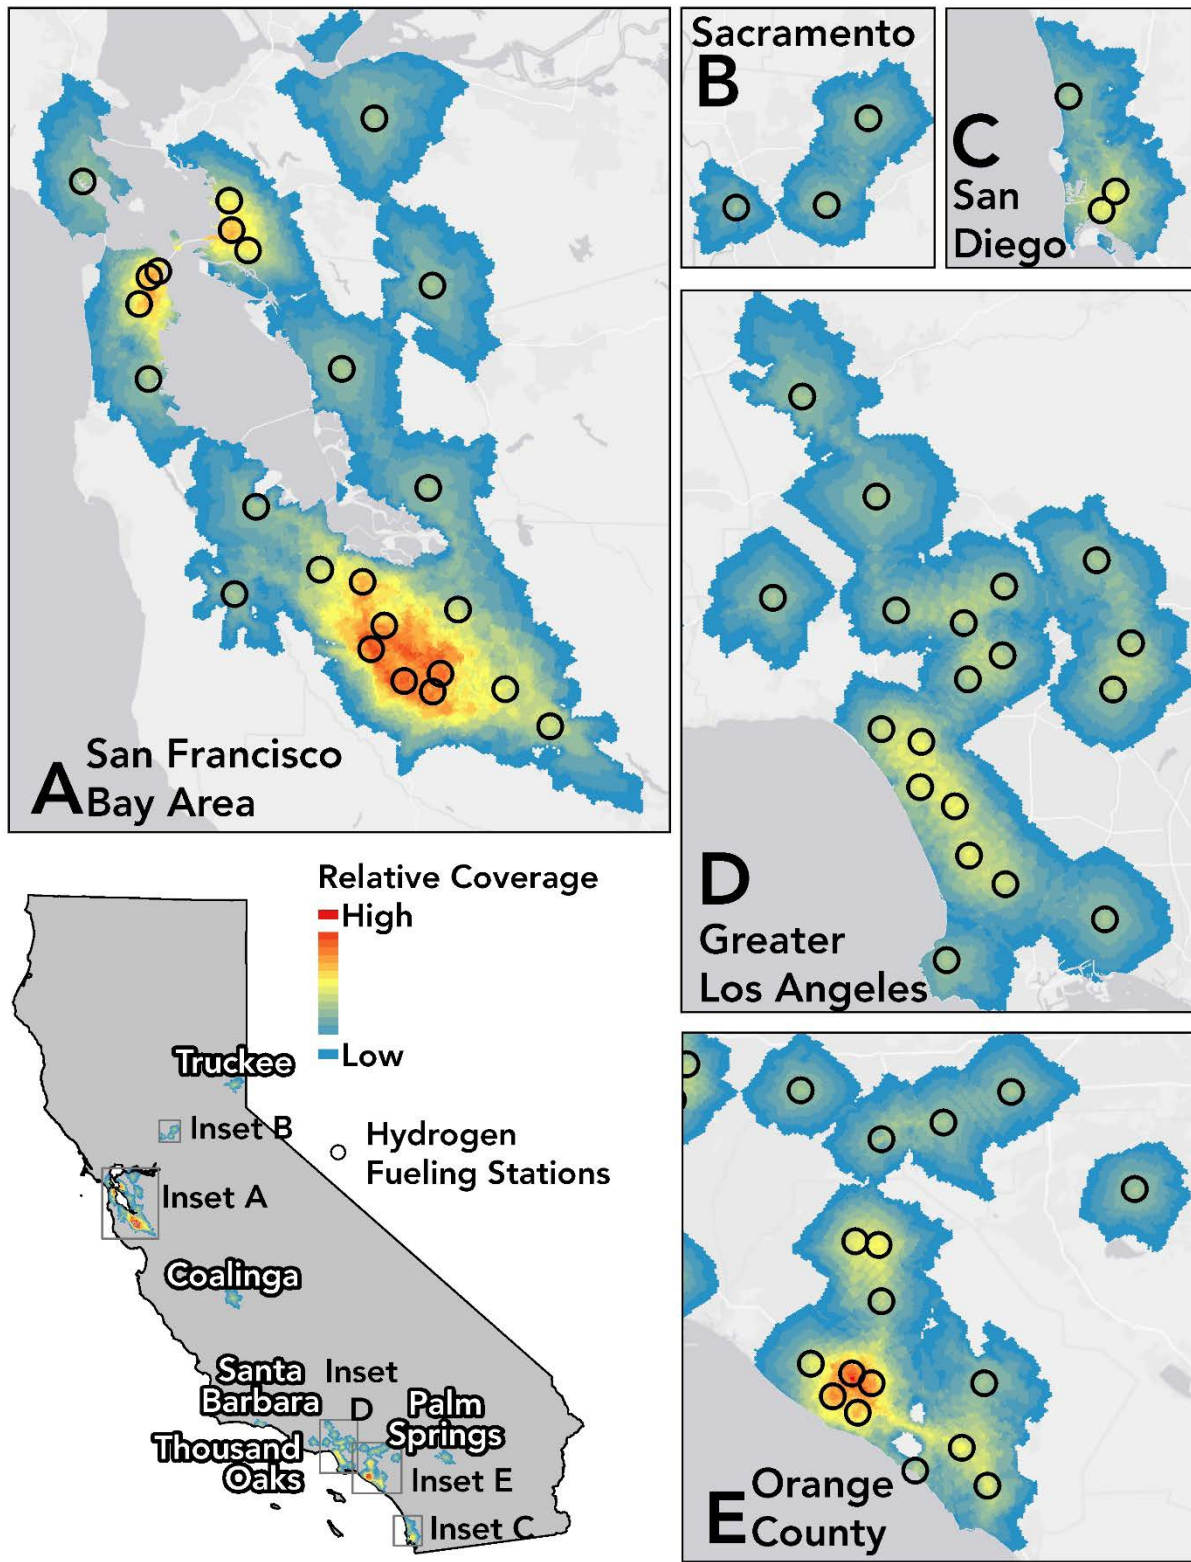 San Francisco
A Bay Area
Sacramento
B
C
San
Diego
D
Greater
Los Angeles
Relative Coverage
High
Low
Hydrogen
Fueling Stations
Truckee
Inset B
Inset A
Coalinga
Santa
Barbara
Inset
D
Palm
Springs
Thousand
Oaks
Inset E
Inset C
E Orange
County